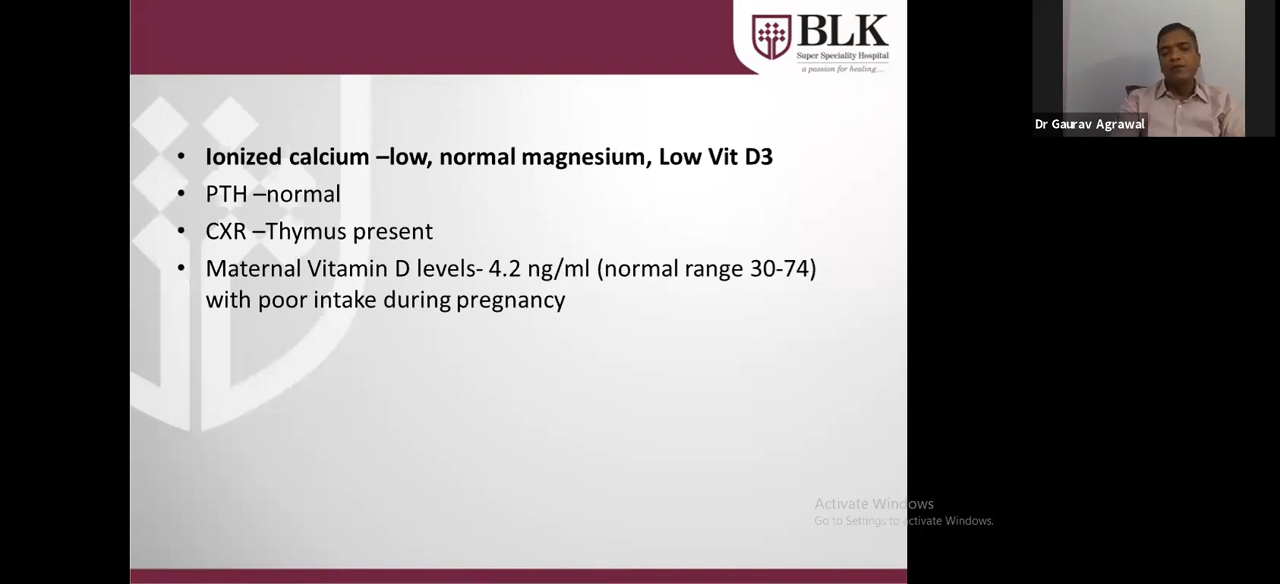 BLK
Super Speciality Hospital
a passion for healing...
Dr Gaurav Agrawal
• Ionized calcium –low, normal magnesium, Low Vit D3
• PTH –normal
• CXR –Thymus present
• Maternal Vitamin D levels- 4.2 ng/ml (normal range 30-74)
with poor intake during pregnancy
Activate Windows
Go to Settings to activate Windows.